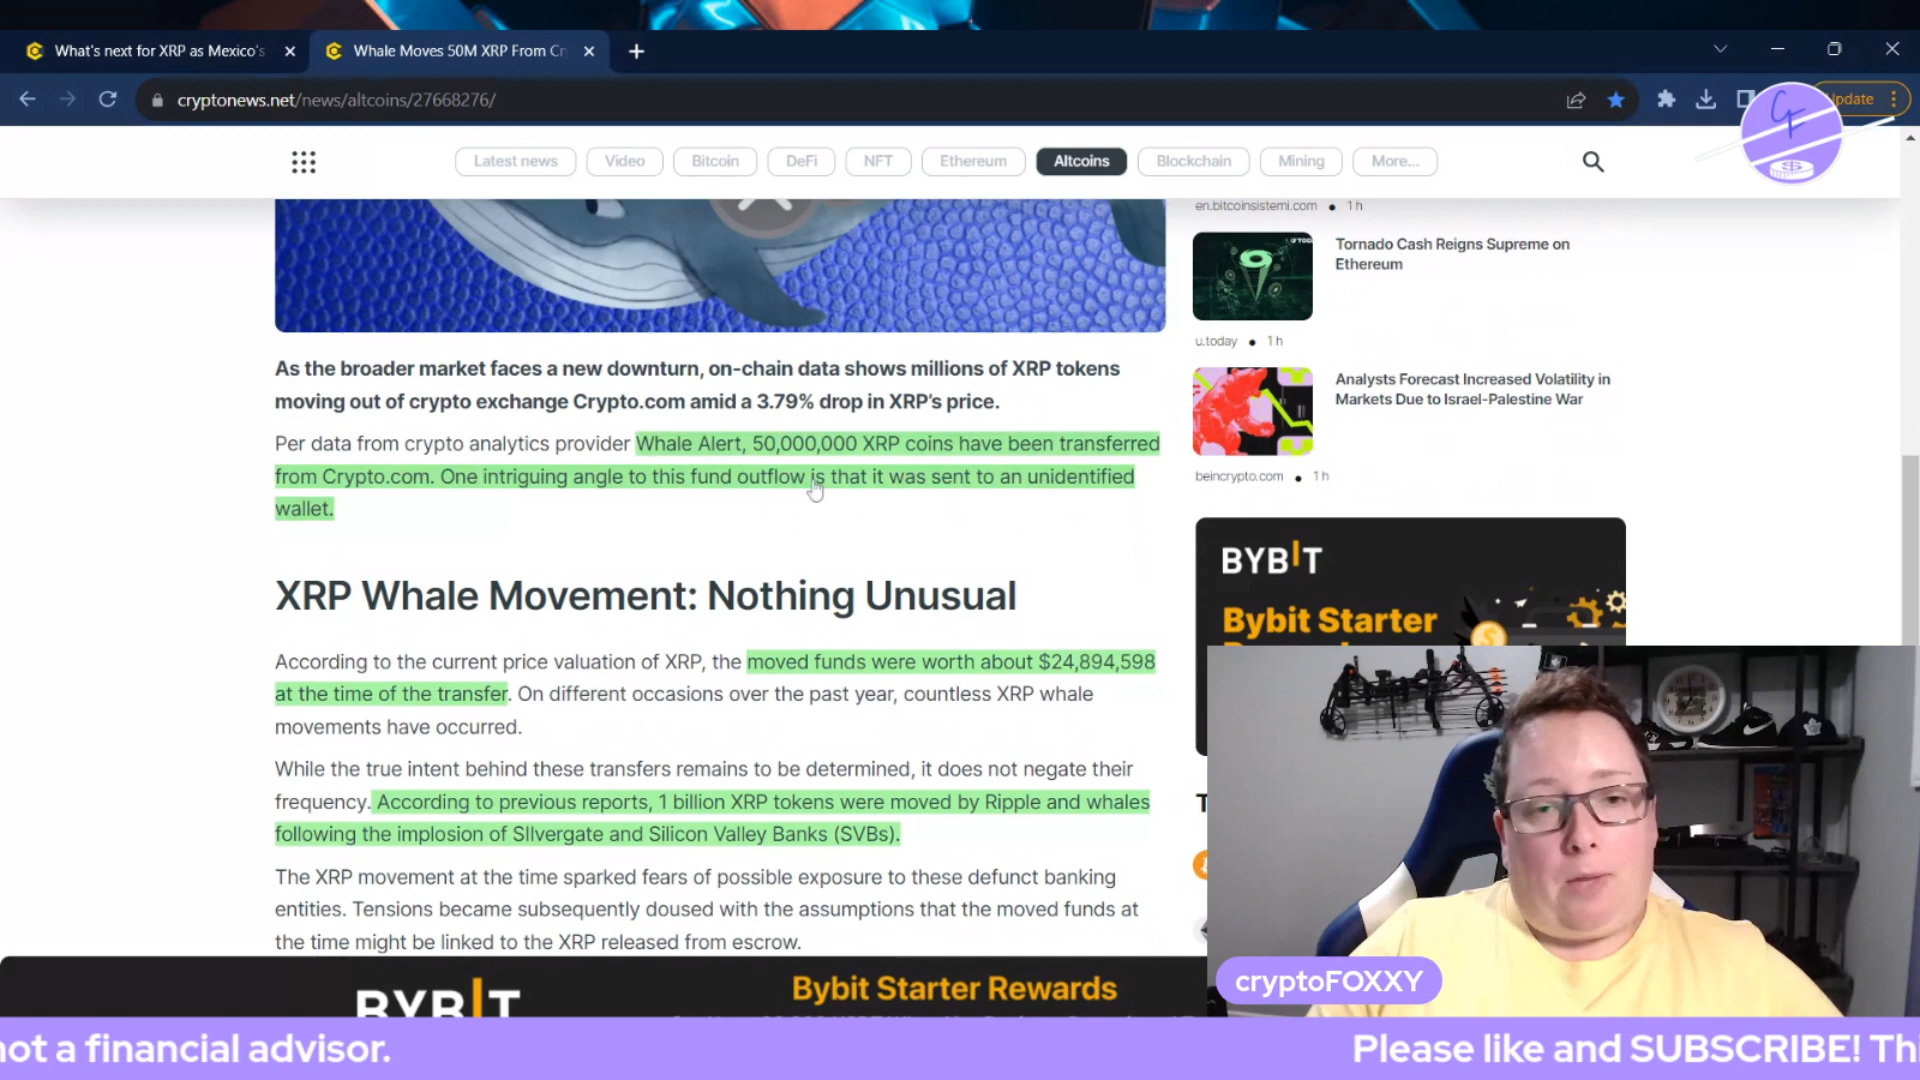 What's next for XRP as Mexico's
Whale Moves 50M XRP From Cr
cryptonews.net/news/altcoins/27668276/
Update
CF
$
Latest news
Video
Bitcoin
DeFi
NFT
Ethereum
Altcoins
Blockchain
Mining
More...
en.bitcoinsistemi.com • 1 h
Tornado Cash Reigns Supreme on
Ethereum
u.today • 1 h
Analysts Forecast Increased Volatility in
Markets Due to Israel-Palestine War
beincrypto.com • 1 h
As the broader market faces a new downturn, on-chain data shows millions of XRP tokens
moving out of crypto exchange Crypto.com amid a 3.79% drop in XRP's price.
Per data from crypto analytics provider Whale Alert, 50,000,000 XRP coins have been transferred
from Crypto.com. One intriguing angle to this fund outflow is that it was sent to an unidentified
wallet.
XRP Whale Movement: Nothing Unusual
According to the current price valuation of XRP, the moved funds were worth about $24,894,598
at the time of the transfer. On different occasions over the past year, countless XRP whale
movements have occurred.
While the true intent behind these transfers remains to be determined, it does not negate their
frequency. According to previous reports, 1 billion XRP tokens were moved by Ripple and whales
following the implosion of SIlvergate and Silicon Valley Banks (SVBs).
The XRP movement at the time sparked fears of possible exposure to these defunct banking
entities. Tensions became subsequently doused with the assumptions that the moved funds at
the time might be linked to the XRP released from escrow.
BYBIT
Bybit Starter
BYBIT
Bybit Starter Rewards
cryptoFOXXY
not a financial advisor.
Please like and SUBSCRIBE! Thi